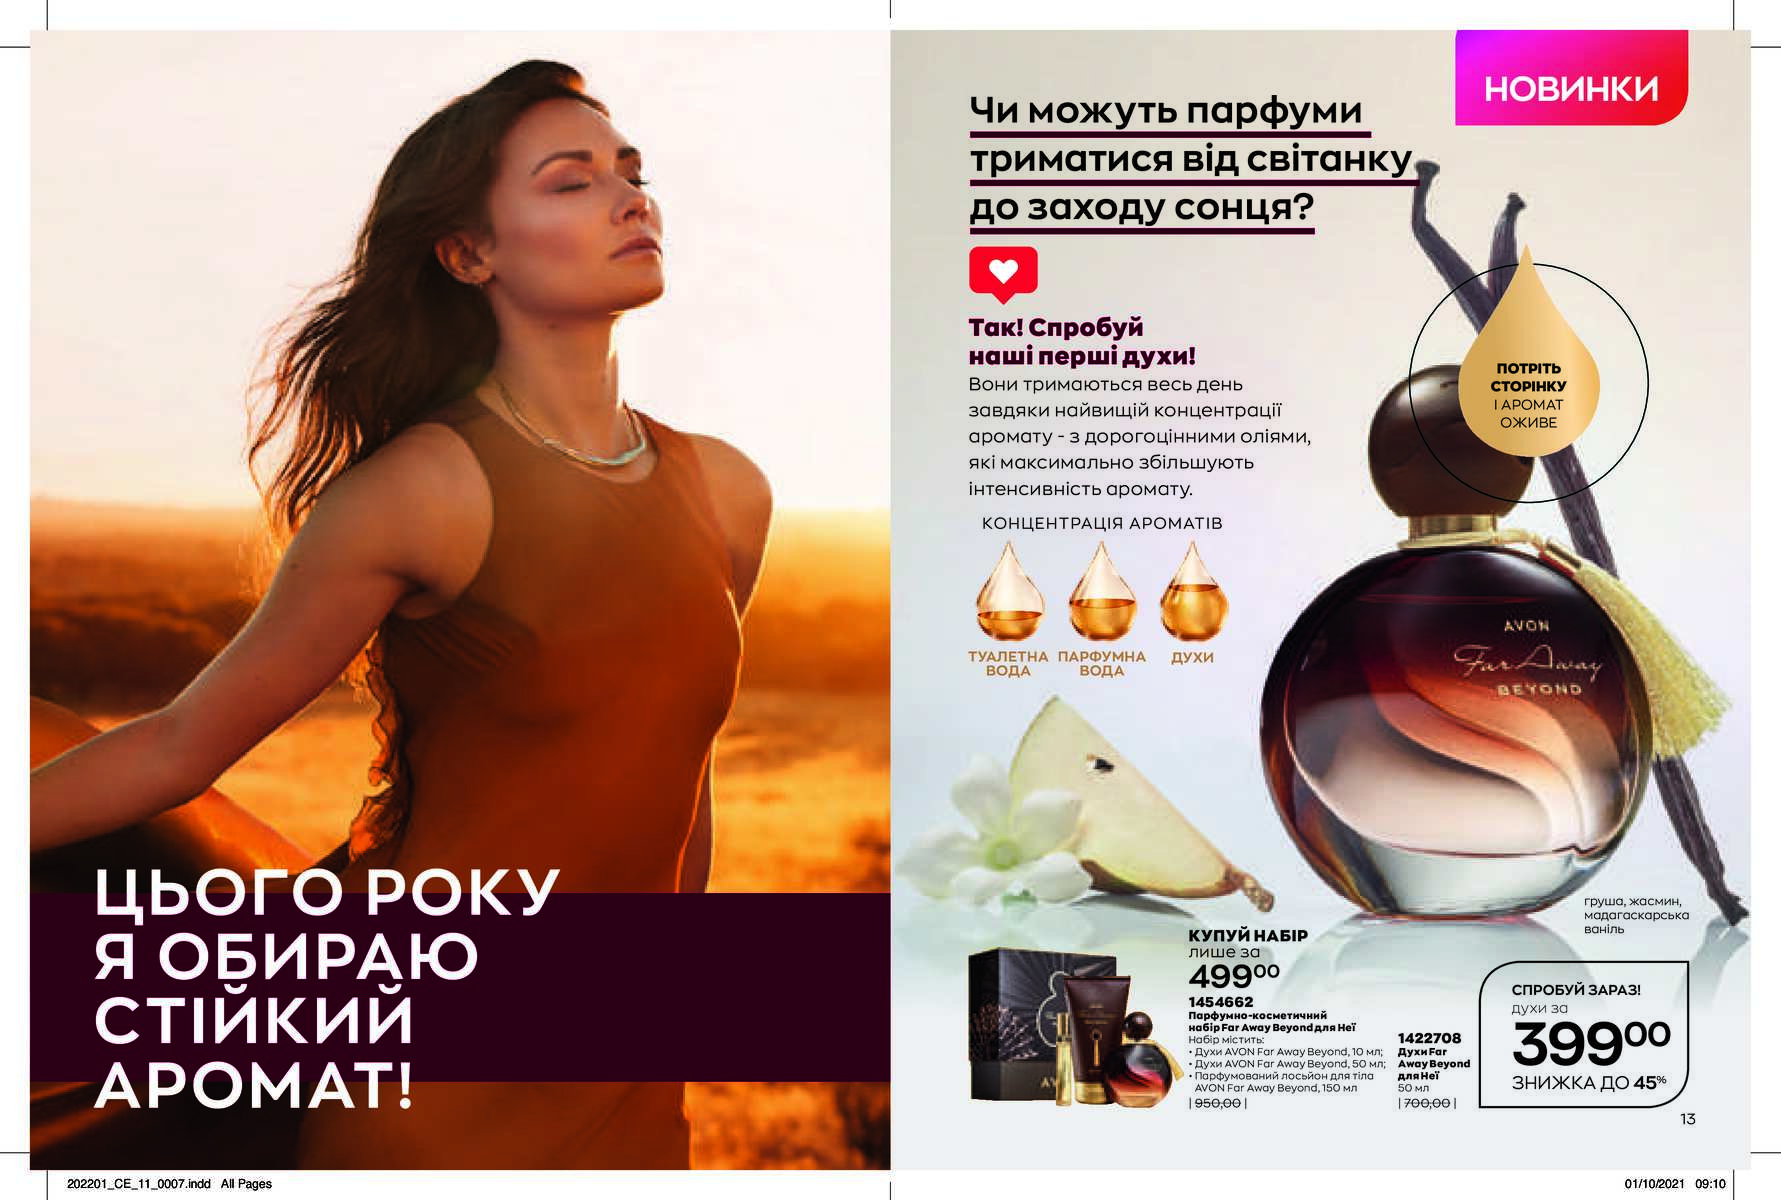 ЦЬОГО РОКУ
Я ОБИРАЮ
СТІЙКИЙ
АРОМАТ!
НОВИНКИ
Чи можуть парфуми
триматися від світанку
до заходу сонця?
Так! Спробуй
наші перші духи!
Вони тримаються весь день
завдяки найвищій концентрації
аромату - з дорогоцінними оліями,
які максимально збільшують
інтенсивність аромату.
КОНЦЕНТРАЦІЯ АРОМАТІВ
ТУАЛЕТНА
ВОДА
ПАРФУМНА
ВОДА
ДУХИ
ПОТРІТЬ
СТОРІНКУ
І АРОМАТ
ОЖИВЕ
AVON
Far Away
BEYOND
груша, жасмин,
мадагаскарська
ваніль
КУПУЙ НАБІР
лише за
499⁰⁰
1454662
Парфумно-косметичний
набір Far Away Beyond для Неї
Набір містить:
• Духи AVON Far Away Beyond, 10 мл;
• Духи AVON Far Away Beyond, 50 мл;
• Парфумований лосьйон для тіла
AVON Far Away Beyond, 150 мл
| 950,00 |
1422708
Духи Far
Away Beyond
для Неї
50 мл
| 700,00 |
СПРОБУЙ ЗАРАЗ!
духи за
399⁰⁰
ЗНИЖКА ДО 45%
13
202201_CE_11_0007.indd   All Pages
01/10/2021   09:10